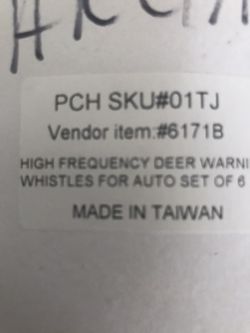 PCH SKU#01TJ
Vendor item:#6171B
HIGH FREQUENCY DEER WARNI
WHISTLES FOR AUTO SET OF 6
MADE IN TAIWAN